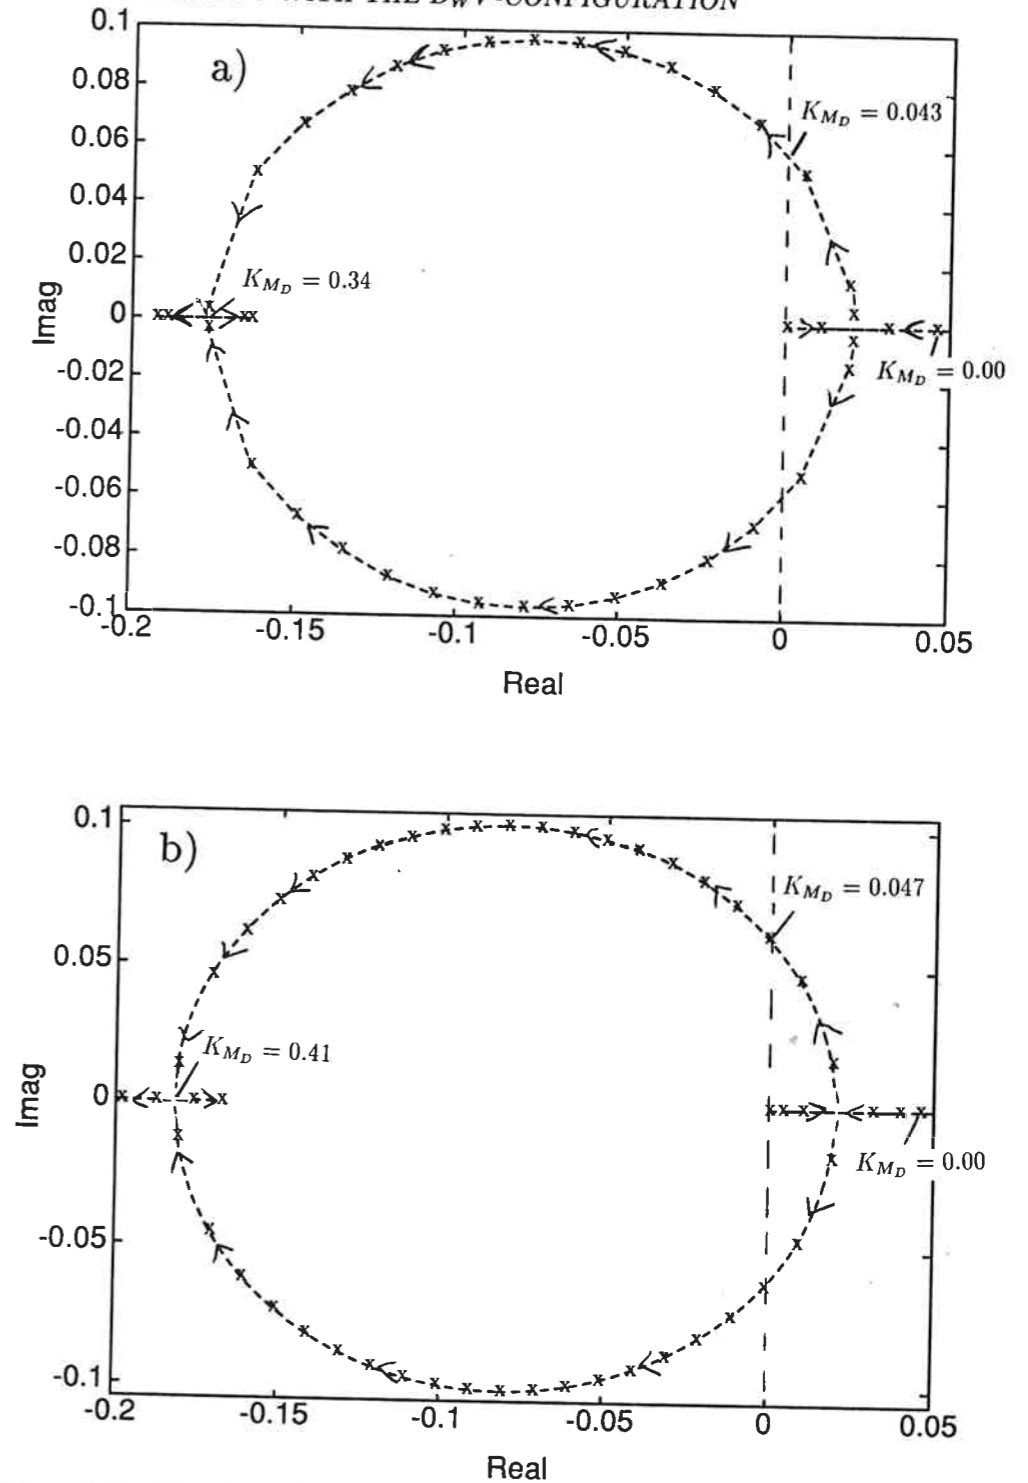 WITH THE D_WV-CONFIGURATION
a)
0.1
0.08
0.06
0.04
0.02
0
-0.02
-0.04
-0.06
-0.08
-0.1
Imag
K_{M_D} = 0.043
K_{M_D} = 0.34
K_{M_D} = 0.00
-0.2 -0.15 -0.1 -0.05 0 0.05
Real
b)
0.1
0.05
0
-0.05
-0.1
Imag
K_{M_D} = 0.047
K_{M_D} = 0.41
K_{M_D} = 0.00
-0.2 -0.15 -0.1 -0.05 0 0.05
Real